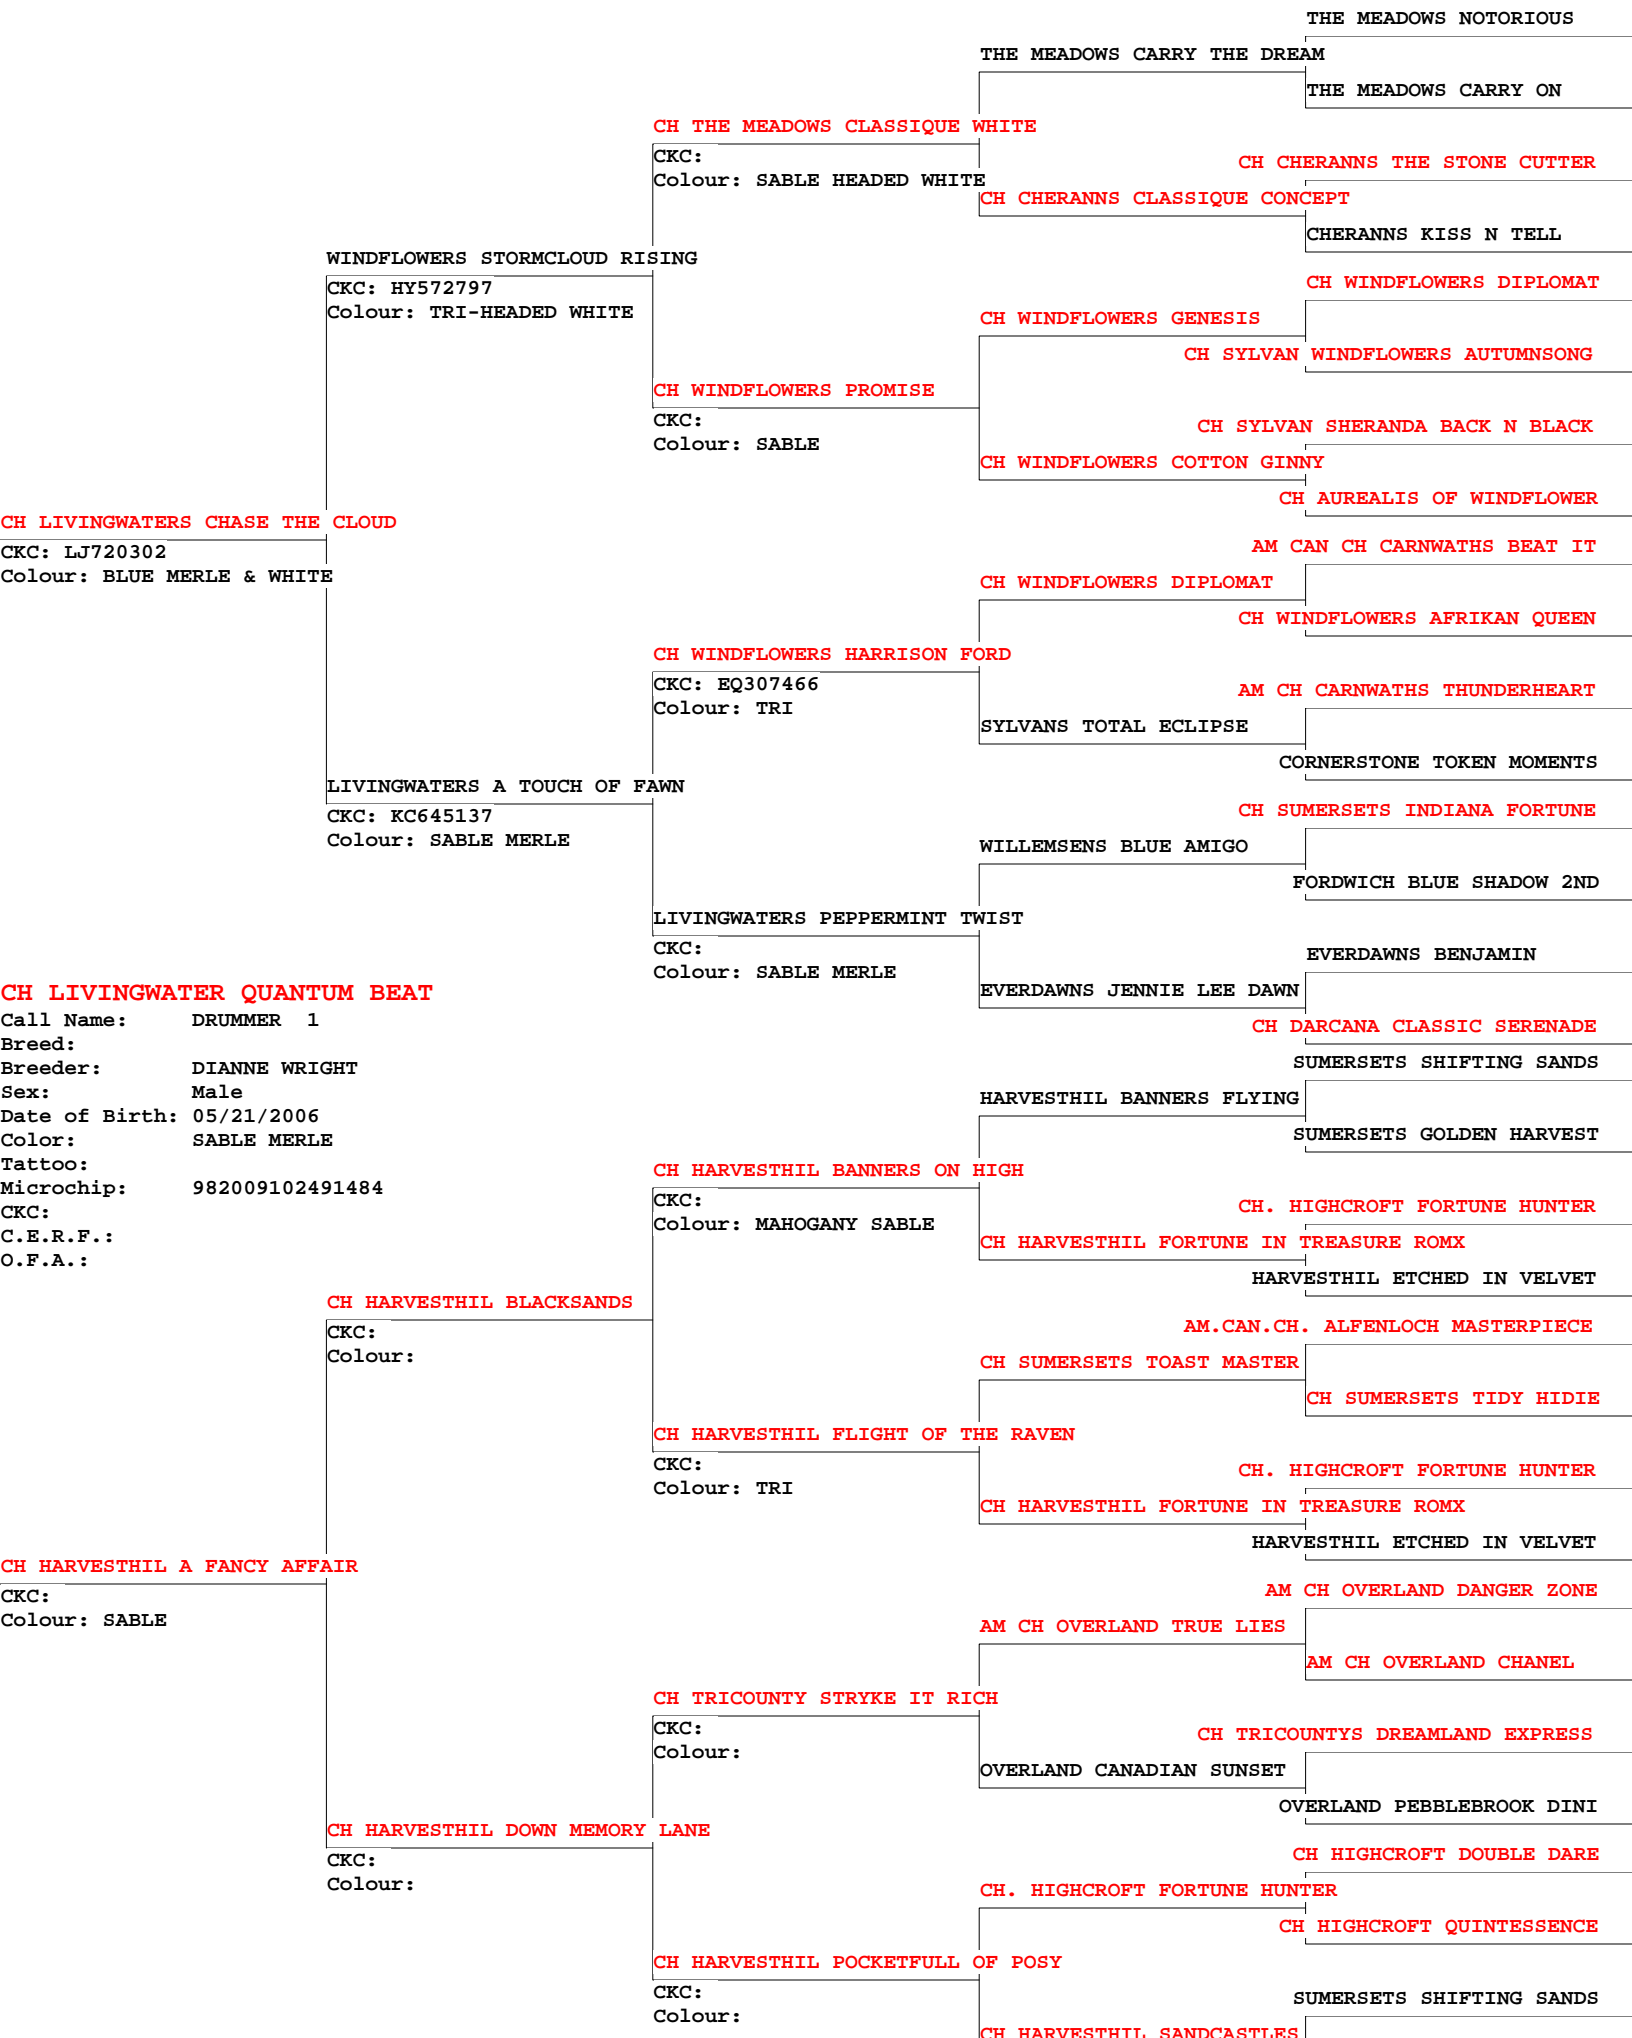 THE MEADOWS NOTORIOUS
THE MEADOWS CARRY THE DREAM
THE MEADOWS CARRY ON
CH THE MEADOWS CLASSIQUE WHITE
CKC:
Colour: SABLE HEADED WHITE
CH CHERANNS THE STONE CUTTER
CH CHERANNS CLASSIQUE CONCEPT
CHERANNS KISS N TELL
WINDFLOWERS STORMCLOUD RISING
CKC: HY572797
Colour: TRI-HEADED WHITE
CH WINDFLOWERS DIPLOMAT
CH WINDFLOWERS GENESIS
CH SYLVAN WINDFLOWERS AUTUMNSONG
CH WINDFLOWERS PROMISE
CKC:
Colour: SABLE
CH SYLVAN SHERANDA BACK N BLACK
CH WINDFLOWERS COTTON GINNY
CH AUREALIS OF WINDFLOWER
CH LIVINGWATERS CHASE THE CLOUD
CKC: LJ720302
Colour: BLUE MERLE & WHITE
AM CAN CH CARNWATHS BEAT IT
CH WINDFLOWERS DIPLOMAT
CH WINDFLOWERS AFRIKAN QUEEN
CH WINDFLOWERS HARRISON FORD
CKC: EQ307466
Colour: TRI
AM CH CARNWATHS THUNDERHEART
SYLVANS TOTAL ECLIPSE
CORNERSTONE TOKEN MOMENTS
LIVINGWATERS A TOUCH OF FAWN
CKC: KC645137
Colour: SABLE MERLE
CH SUMERSETS INDIANA FORTUNE
WILLEMSENS BLUE AMIGO
FORDWICH BLUE SHADOW 2ND
LIVINGWATERS PEPPERMINT TWIST
CKC:
Colour: SABLE MERLE
EVERDAWNS BENJAMIN
EVERDAWNS JENNIE LEE DAWN
CH DARCANA CLASSIC SERENADE
CH LIVINGWATER QUANTUM BEAT
Call Name: DRUMMER 1
Breed:
Breeder: DIANNE WRIGHT
Sex: Male
Date of Birth: 05/21/2006
Color: SABLE MERLE
Tattoo:
Microchip: 982009102491484
CKC:
C.E.R.F.:
O.F.A.:
SUMERSETS SHIFTING SANDS
HARVESTHIL BANNERS FLYING
SUMERSETS GOLDEN HARVEST
CH HARVESTHIL BANNERS ON HIGH
CKC:
Colour: MAHOGANY SABLE
CH. HIGHCROFT FORTUNE HUNTER
CH HARVESTHIL FORTUNE IN TREASURE ROMX
HARVESTHIL ETCHED IN VELVET
CH HARVESTHIL BLACKSANDS
CKC:
Colour:
AM.CAN.CH. ALFENLOCH MASTERPIECE
CH SUMERSETS TOAST MASTER
CH SUMERSETS TIDY HIDIE
CH HARVESTHIL FLIGHT OF THE RAVEN
CKC:
Colour: TRI
CH. HIGHCROFT FORTUNE HUNTER
CH HARVESTHIL FORTUNE IN TREASURE ROMX
HARVESTHIL ETCHED IN VELVET
CH HARVESTHIL A FANCY AFFAIR
CKC:
Colour: SABLE
AM CH OVERLAND DANGER ZONE
AM CH OVERLAND TRUE LIES
AM CH OVERLAND CHANEL
CH TRICOUNTY STRYKE IT RICH
CKC:
Colour:
CH TRICOUNTYS DREAMLAND EXPRESS
OVERLAND CANADIAN SUNSET
OVERLAND PEBBLEBROOK DINI
CH HARVESTHIL DOWN MEMORY LANE
CKC:
Colour:
CH HIGHCROFT DOUBLE DARE
CH. HIGHCROFT FORTUNE HUNTER
CH HIGHCROFT QUINTESSENCE
CH HARVESTHIL POCKETFULL OF POSY
CKC:
Colour:
SUMERSETS SHIFTING SANDS
CH HARVESTHIL SANDCASTLES